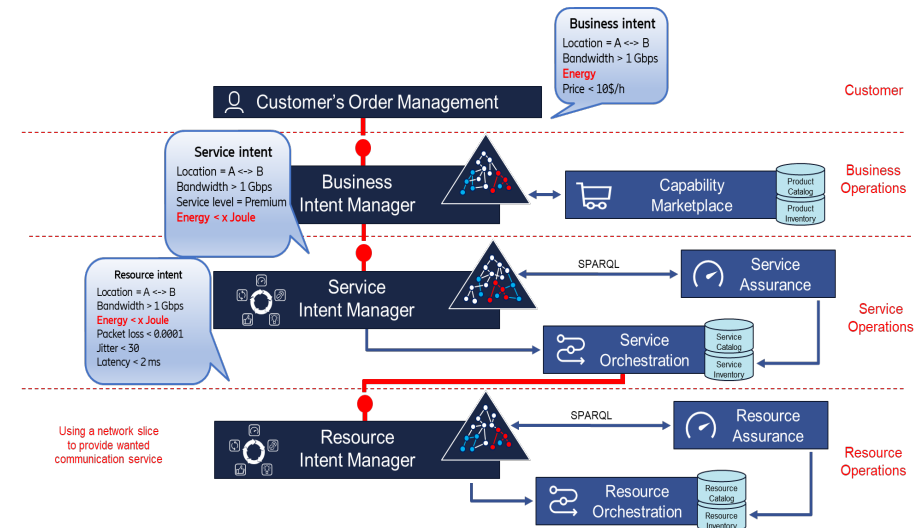 Business intent
Location = A <-> B
Bandwidth > 1 Gbps
Energy
Price < 10$/h
Customer's Order Management
Customer
Service intent
Location = A <-> B
Bandwidth > 1 Gbps
Service level = Premium
Energy < x Joule
Business
Intent Manager
Capability
Marketplace
Product
Catalog
Product
Inventory
Business
Operations
Resource intent
Location = A <-> B
Bandwidth > 1 Gbps
Energy < x Joule
Packet loss < 0.0001
Jitter < 30
Latency < 2 ms
Service
Intent Manager
SPARQL
Service
Assurance
Service
Orchestration
Service
Catalog
Service
Inventory
Service
Operations
Using a network slice
to provide wanted
communication service
Resource
Intent Manager
SPARQL
Resource
Assurance
Resource
Orchestration
Resource
Catalog
Resource
Inventory
Resource
Operations